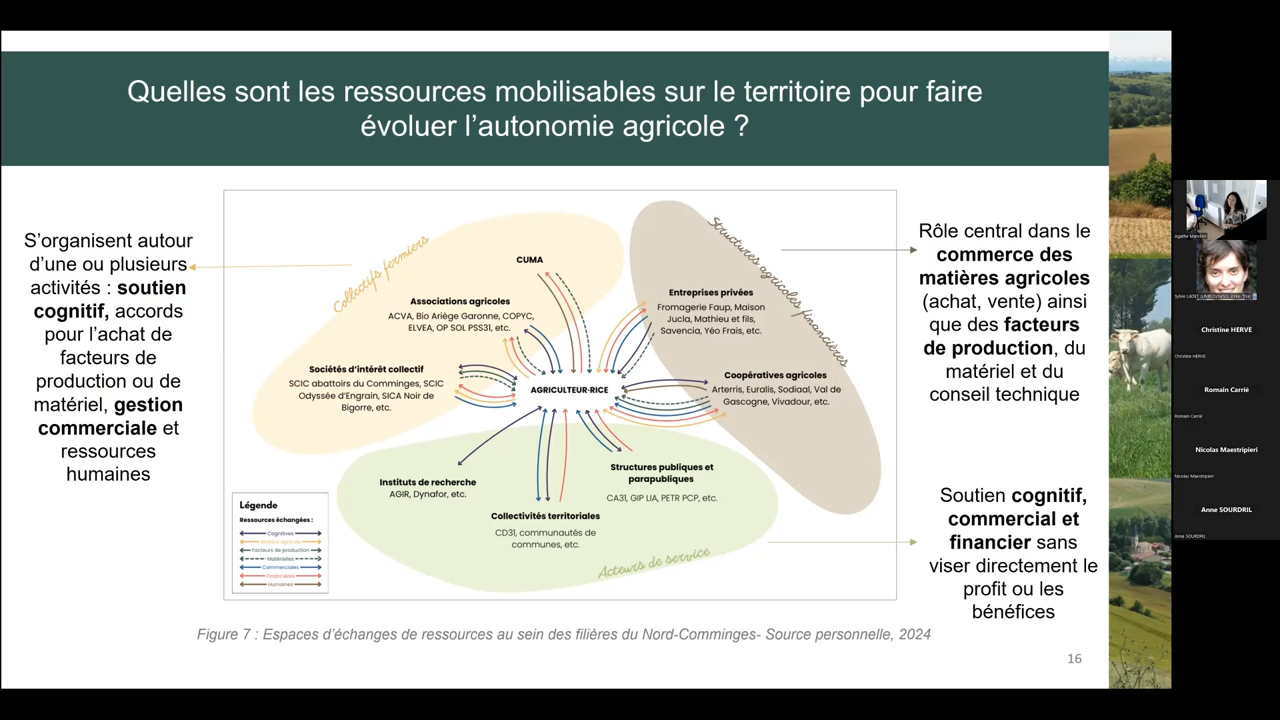 Quelles sont les ressources mobilisables sur le territoire pour faire
évoluer l'autonomie agricole ?
S'organisent autour
d'une ou plusieurs
activités : soutien
cognitif, accords
pour l'achat de
facteurs de
production ou de
matériel, gestion
commerciale et
ressources
humaines
Collectifs fermiers
CUMA
Associations agricoles
ACVA, Bio Ariège Garonne, COPYC,
ELVEA, OP SOL PSS31, etc.
Sociétés d'intérêt collectif
SCIC abattoirs du Comminges, SCIC
Odyssée d'Engrain, SICA Noir de
Bigorre, etc.
Structures agricoles financières
Entreprises privées
Fromagerie Faup, Maison
Jucla, Mathieu et fils,
Savencia, Yéo Frais, etc.
Coopératives agricoles
Arterris, Euralis, Sodiaal, Val de
Gascogne, Vivadour, etc.
AGRICULTEUR·RICE
Instituts de recherche
AGIR, Dynafor, etc.
Collectivités territoriales
CD31, communautés de
communes, etc.
Structures publiques et
parapubliques
CA31, GIP LIA, PETR PCP, etc.
Acteurs de service
Légende
Ressources échangées :
Cognitives
Matière agricole
Facteurs de production
Matérielles
Commerciales
Financières
Humaines
Rôle central dans le
commerce des
matières agricoles
(achat, vente) ainsi
que des facteurs
de production, du
matériel et du
conseil technique
Soutien cognitif,
commercial et
financier sans
viser directement le
profit ou les
bénéfices
Figure 7 : Espaces d'échanges de ressources au sein des filières du Nord-Comminges- Source personnelle, 2024
16
Christine HERVE
Christine HERVE
Romain Carrié
Romain Carrié
Nicolas Maestripieri
Nicolas Maestripieri
Anne SOURDRIL
Anne SOURDRIL